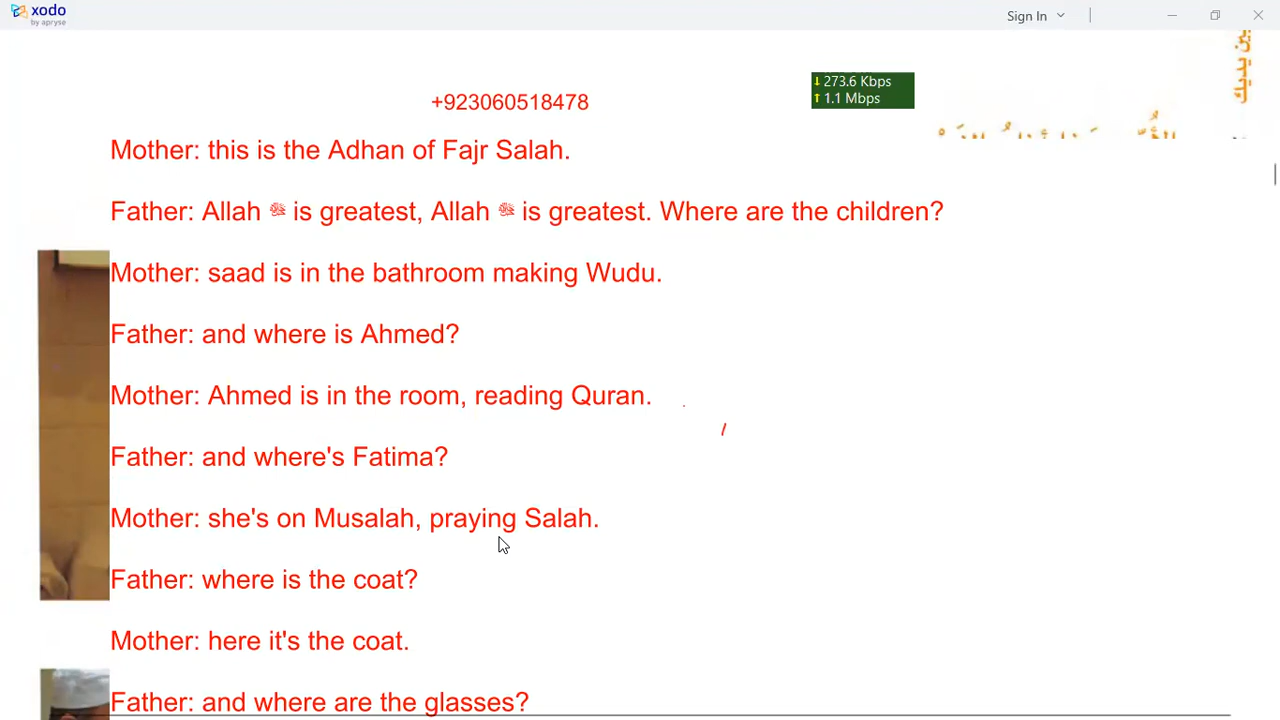 xodo
by apryse
Sign In
273.6 Kbps
1.1 Mbps
ين يديك
+923060518478
Mother: this is the Adhan of Fajr Salah.
Father: Allah ﷻ is greatest, Allah ﷻ is greatest. Where are the children?
Mother: saad is in the bathroom making Wudu.
Father: and where is Ahmed?
Mother: Ahmed is in the room, reading Quran.
Father: and where's Fatima?
Mother: she's on Musalah, praying Salah.
Father: where is the coat?
Mother: here it's the coat.
Father: and where are the glasses?